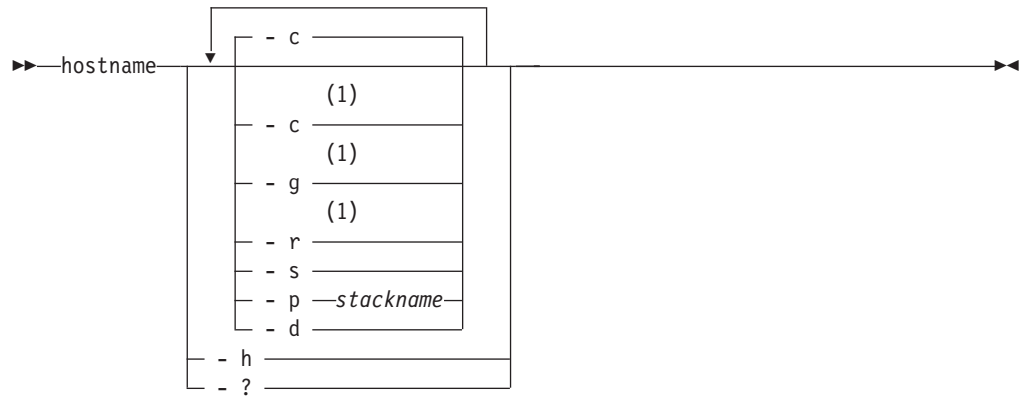 - c
hostname
(1)
- c
(1)
- g
(1)
- r
- s
- p stackname
- d
- h
- ?